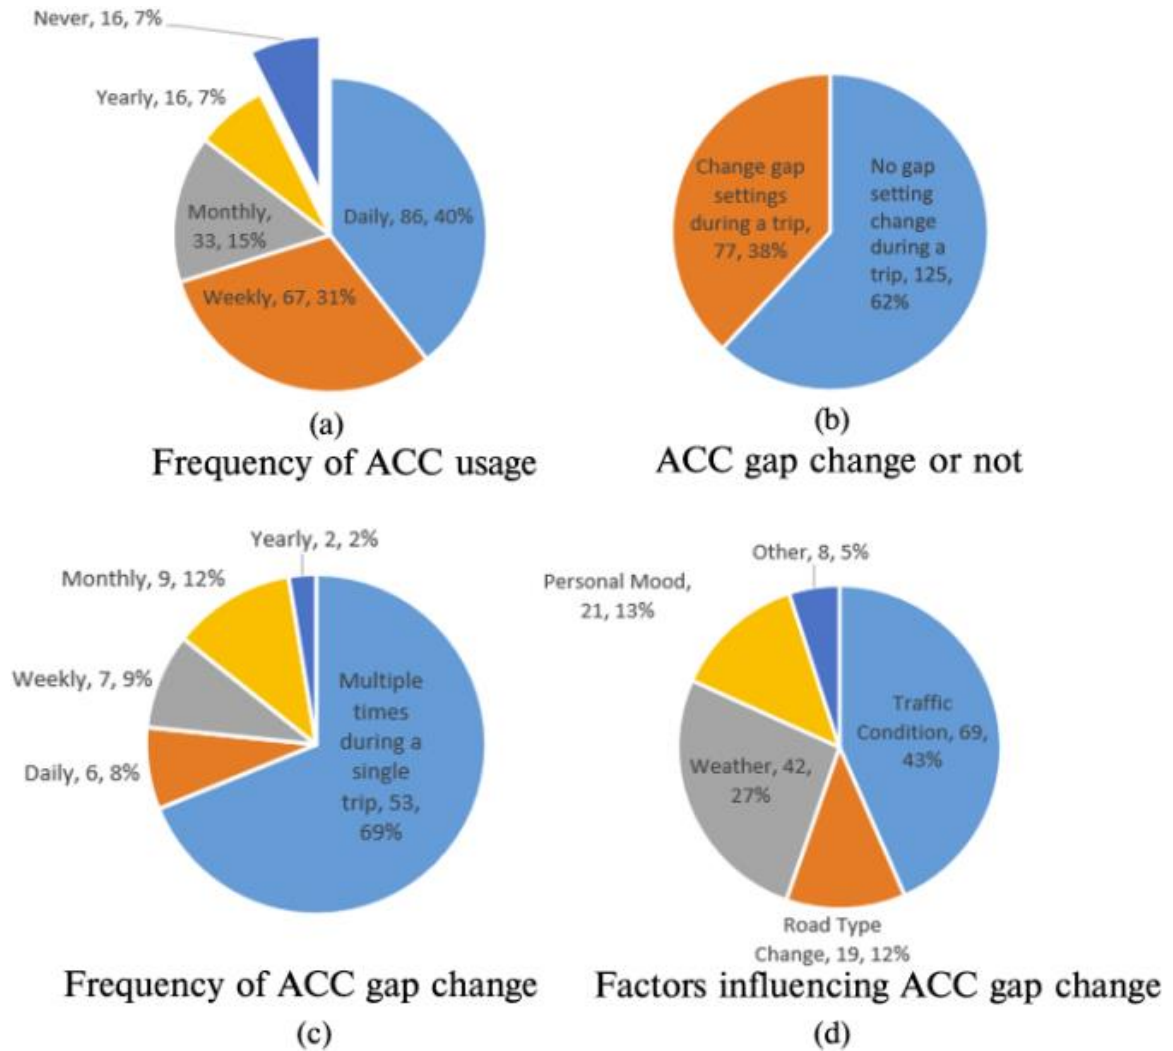 Never, 16, 7%
Yearly, 16, 7%
Monthly,
33, 15%
Daily, 86, 40%
Weekly, 67, 31%
(a)
Frequency of ACC usage
Change gap
settings
during a trip,
77, 38%
No gap
setting
change
during a
trip, 125,
62%
(b)
ACC gap change or not
Yearly, 2, 2%
Monthly, 9, 12%
Weekly, 7, 9%
Daily, 6, 8%
Multiple
times
during a
single
trip, 53,
69%
Frequency of ACC gap change
(c)
Other, 8, 5%
Personal Mood,
21, 13%
Traffic
Condition, 69,
43%
Weather, 42,
27%
Road Type
Change, 19, 12%
Factors influencing ACC gap change
(d)